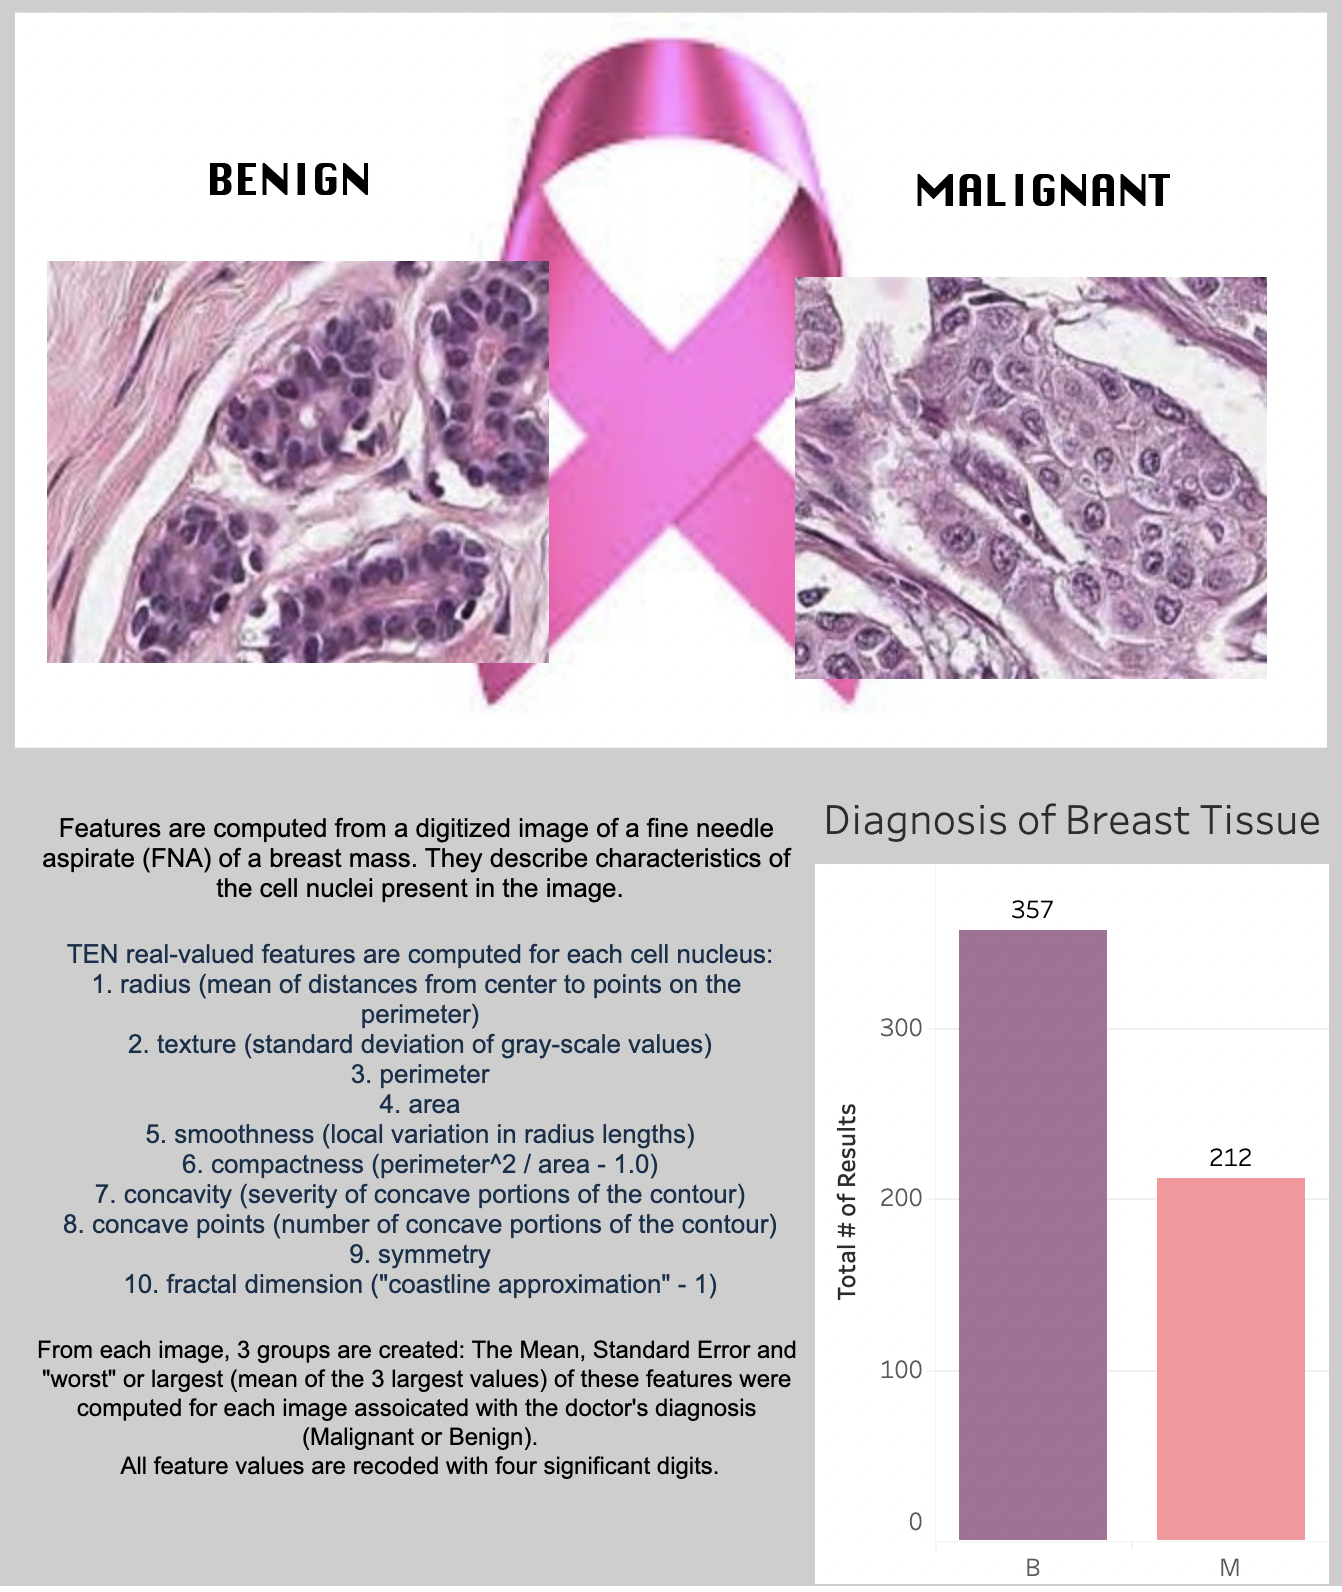 BENIGN
MALIGNANT
Features are computed from a digitized image of a fine needle
aspirate (FNA) of a breast mass. They describe characteristics of
the cell nuclei present in the image.
TEN real-valued features are computed for each cell nucleus:
1. radius (mean of distances from center to points on the
perimeter)
2. texture (standard deviation of gray-scale values)
3. perimeter
4. area
5. smoothness (local variation in radius lengths)
6. compactness (perimeter^2 / area - 1.0)
7. concavity (severity of concave portions of the contour)
8. concave points (number of concave portions of the contour)
9. symmetry
10. fractal dimension ("coastline approximation" - 1)
From each image, 3 groups are created: The Mean, Standard Error and
"worst" or largest (mean of the 3 largest values) of these features were
computed for each image assoicated with the doctor's diagnosis
(Malignant or Benign).
All feature values are recoded with four significant digits.
Diagnosis of Breast Tissue
357
300
212
200
100
0
Total # of Results
B
M